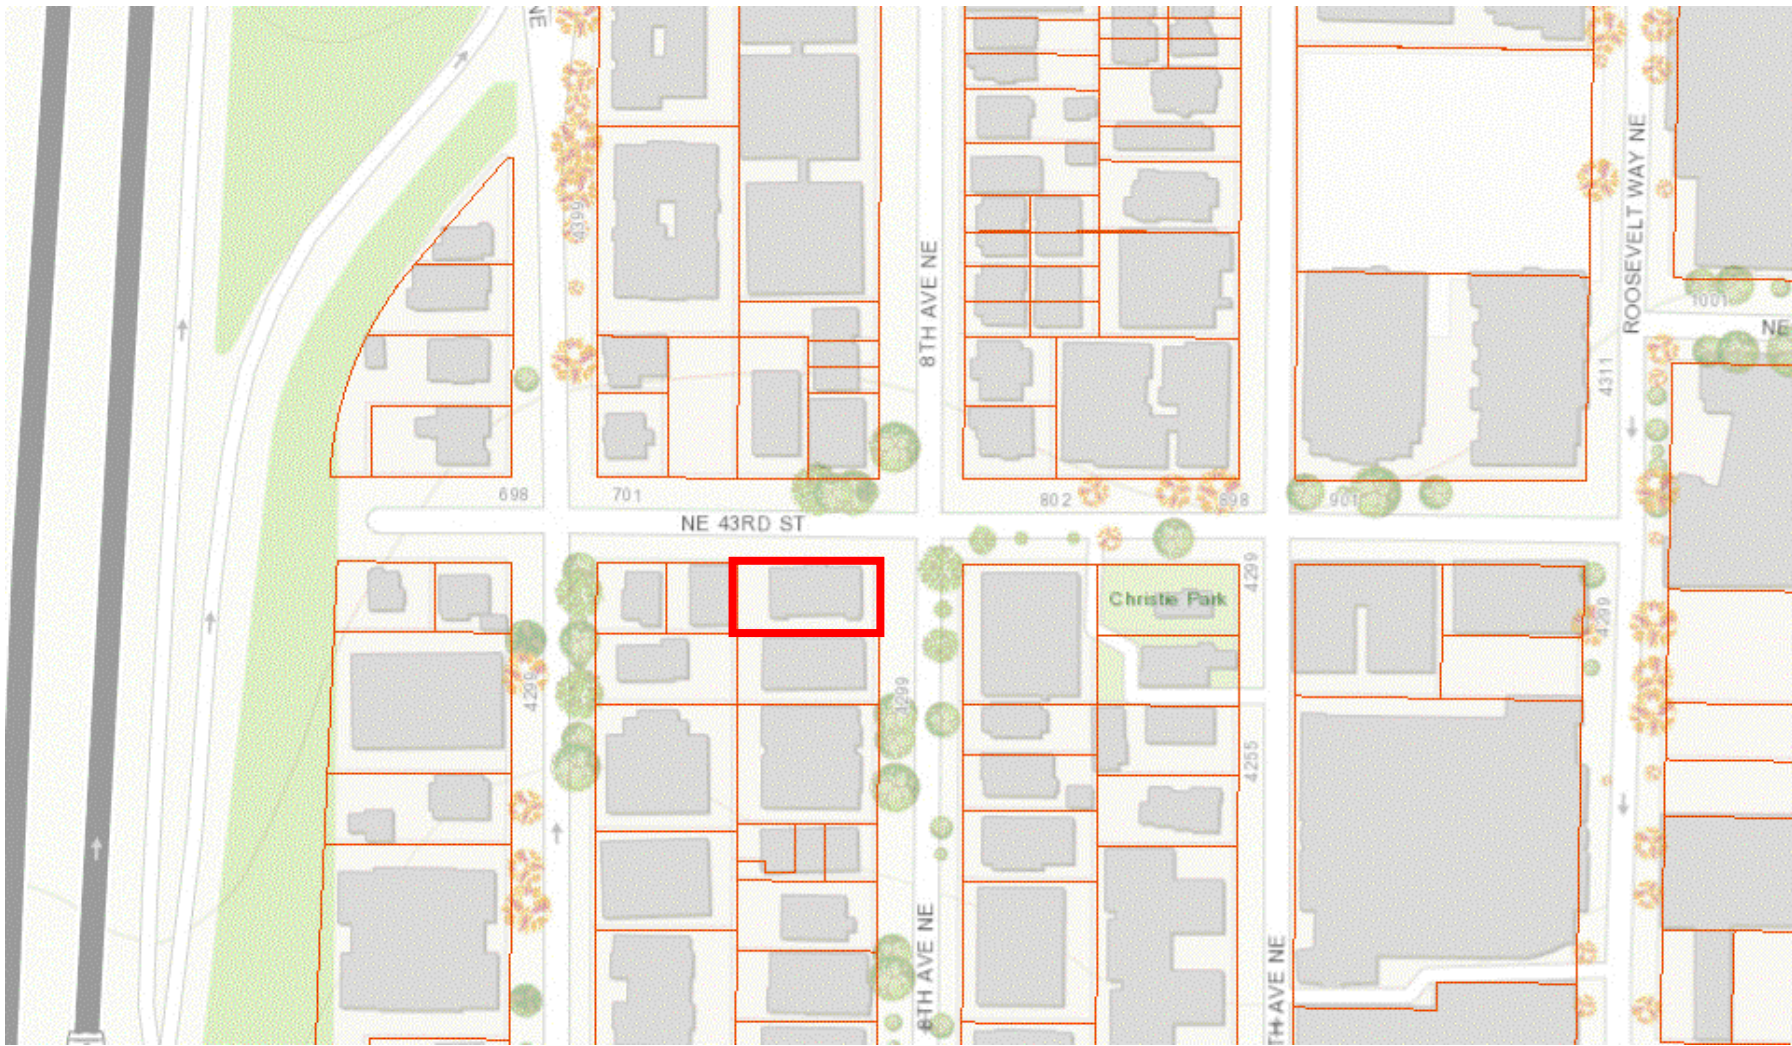 NE
4399
8TH AVE NE
ROOSEVELT WAY NE
1001
NE
4311
698
701
802
898
901
NE 43RD ST
4299
Christie Park
4299
4299
4299
4255
8TH AVE NE
TH AVE NE